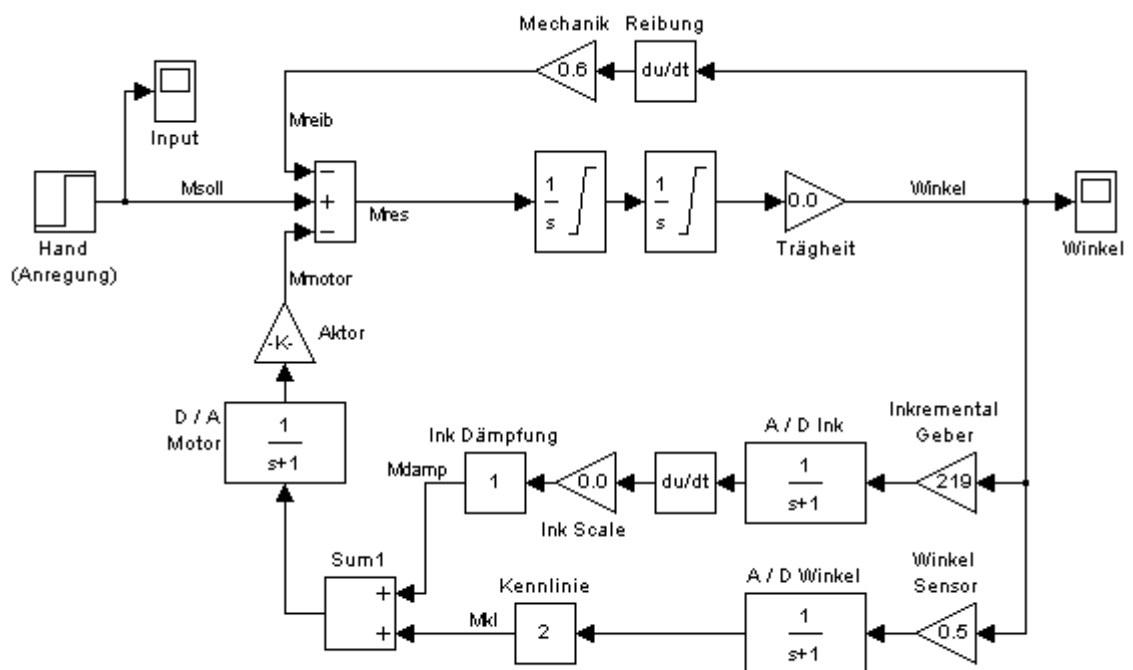 Mechanik Reibung
0.6
du/dt
Input
Mreib
Msoll
−
+
−
Mres
1
s
1
s
0.0
Trägheit
Winkel
Winkel
Hand
(Anregung)
Mmotor
-K-
Aktor
D / A
Motor
1
s+1
Ink Dämpfung
Mdamp
1
0.0
Ink Scale
du/dt
A / D Ink
1
s+1
Inkremental
Geber
219
Sum1
+
+
Mkl
Kennlinie
2
A / D Winkel
1
s+1
Winkel
Sensor
0.5